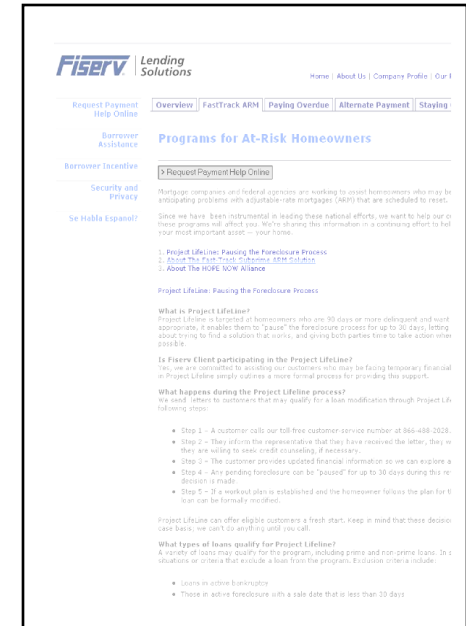 Fiserv. Lending
Solutions
Home | About Us | Company Profile | Our
Request Payment
Help Online
Borrower
Assistance
Borrower Incentive
Security and
Privacy
Se Habla Espanol?
Overview FastTrack ARM Paying Overdue Alternate Payment Staying
Programs for At-Risk Homeowners
> Request Payment Help Online
Mortgage companies and federal agencies are working to assist homeowners who may be
anticipating problems with adjustable-rate mortgages (ARM) that are scheduled to reset.
Since we have been instrumental in leading these national efforts, we want to help our
these programs will affect you. We're sharing this information in a continuing effort to hel
your most important asset — your home.
1. Project LifeLine: Pausing the Foreclosure Process
2. About The Fast-Track Subprime ARM Solution
3. About The HOPE NOW Alliance
Project LifeLine: Pausing the Foreclosure Process
What is Project LifeLine?
Project LifeLine is targeted at homeowners who are 90 days or more delinquent and want
appropriate, it enables them to "pause" the foreclosure process for up to 30 days, letting
about trying to find a solution that works, and giving both parties time to take action when
possible.
Is Fiserv Client participating in the Project LifeLine?
Yes, we are committed to assisting our customers who may be facing temporary financial
in Project Lifeline simply outlines a more formal process for providing this support.
What happens during the Project Lifeline process?
We send letters to customers that may qualify for a loan modification through Project Lif
following steps:
• Step 1 – A customer calls our toll-free customer-service number at 866-488-2028.
• Step 2 – They inform the representative that they have received the letter, they w
they are willing to seek credit counseling, if necessary.
• Step 3 – The customer provides updated financial information so we can explore a
• Step 4 – Any pending foreclosure can be "paused" for up to 30 days during this re
decision is made.
• Step 5 – If a workout plan is established and the homeowner follows the plan for t
loan can be formally modified.
Project LifeLine can offer eligible customers a fresh start. Keep in mind that these decisio
case basis; we can't do anything until you call.
What types of loans qualify for Project Lifeline?
A variety of loans may qualify for the program, including prime and non-prime loans. In s
situations or criteria that exclude a loan from the program. Exclusion criteria include:
• Loans in active bankruptcy
• Those in active foreclosure with a sale date that is less than 30 days